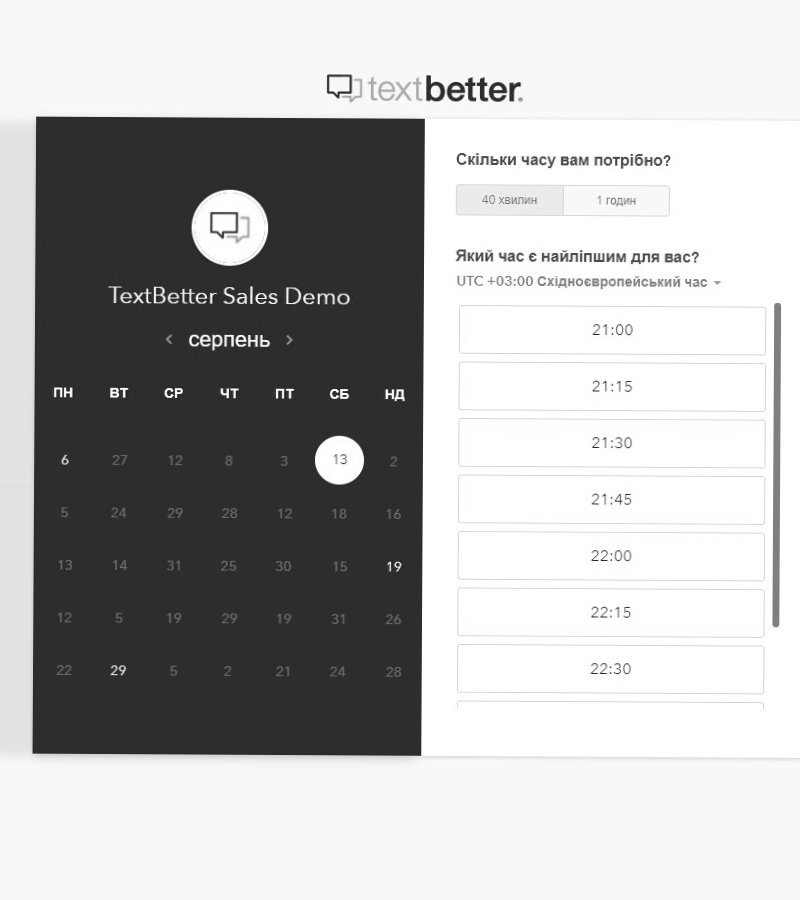 textbetter.
TextBetter Sales Demo
‹ серпень ›
ПН ВТ СР ЧТ ПТ СБ НД
6 27 12 8 3 13 2
5 24 29 28 12 18 16
13 14 31 25 30 15 19
12 5 19 29 19 31 26
22 29 5 2 21 24 28
Скільки часу вам потрібно?
40 хвилин 1 годин
Який час є найліпшим для вас?
UTC +03:00 Східноєвропейський час
21:00
21:15
21:30
21:45
22:00
22:15
22:30